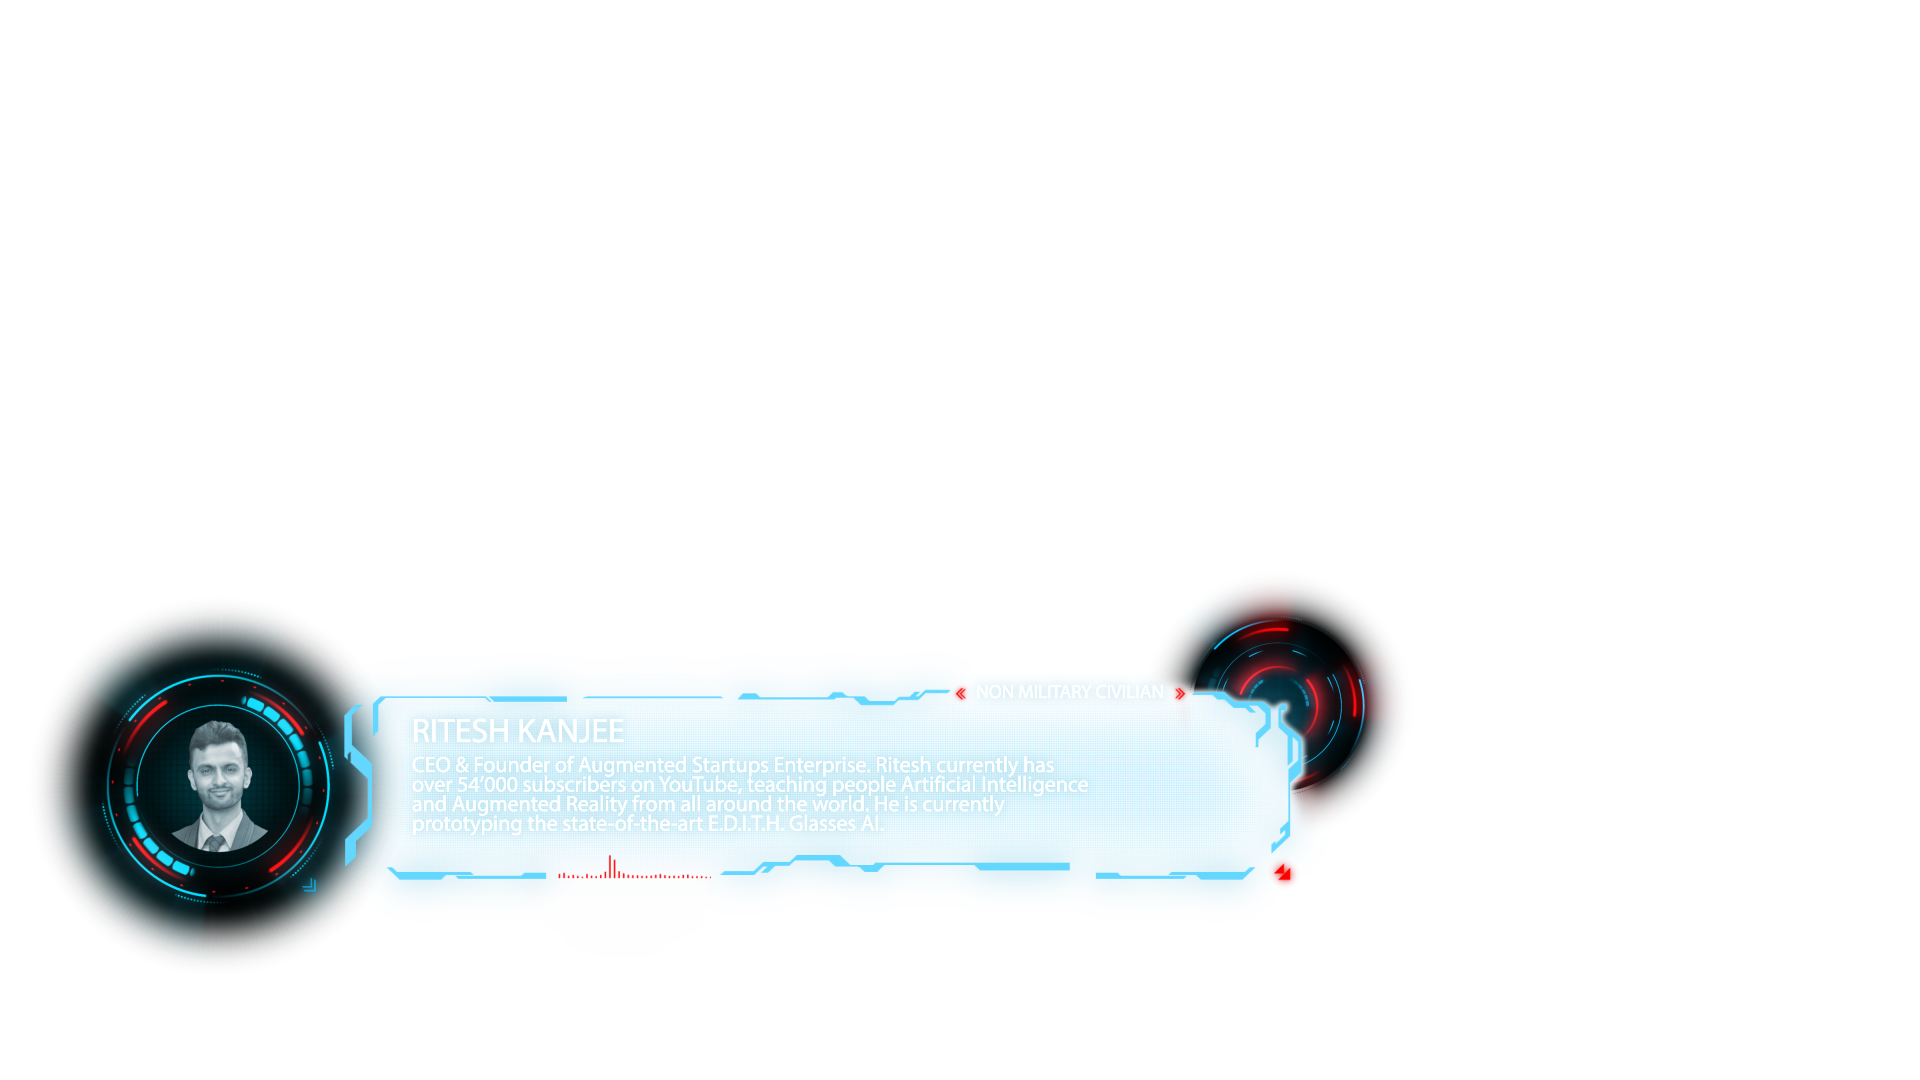 NON MILITARY CIVILIAN
RITESH KANJEE
CEO & Founder of Augmented Startups Enterprise. Ritesh currently has
over 54'000 subscribers on YouTube, teaching people Artificial Intelligence
and Augmented Reality from all around the world. He is currently
prototyping the state-of-the-art E.D.I.T.H. Glasses AI.